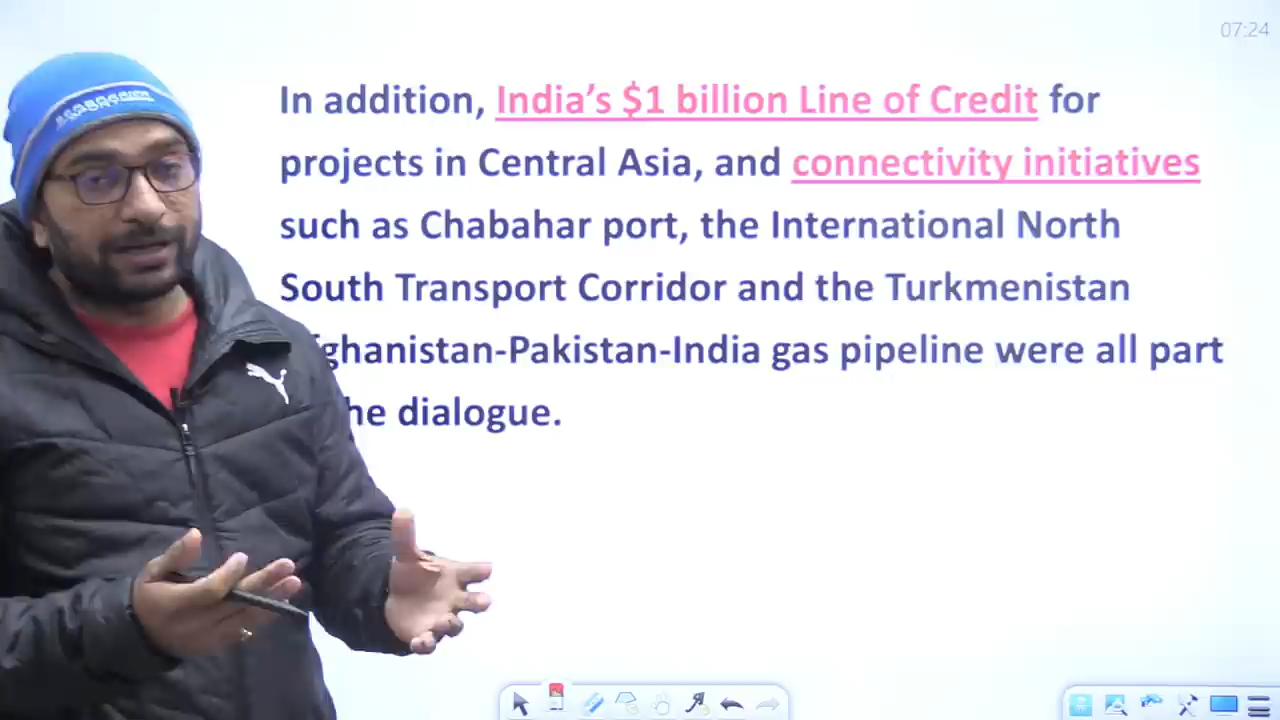 07:24
In addition, India’s $1 billion Line of Credit for
projects in Central Asia, and connectivity initiatives
such as Chabahar port, the International North
South Transport Corridor and the Turkmenistan
ghanistan-Pakistan-India gas pipeline were all part
he dialogue.